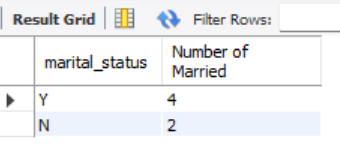 Result Grid Filter Rows:
marital_status Number of
Married
Y 4
N 2